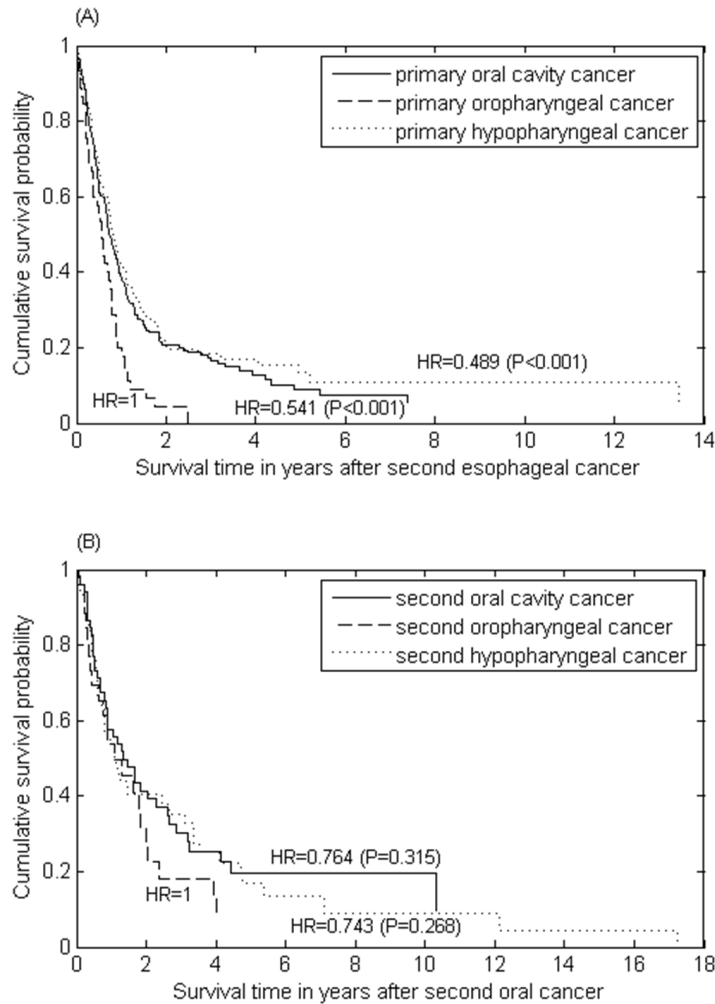 (A)
Cumulative survival probability
1
0.8
0.6
0.4
0.2
0
primary oral cavity cancer
primary oropharyngeal cancer
primary hypopharyngeal cancer
HR=0.489 (P<0.001)
HR=1
HR=0.541 (P<0.001)
0 2 4 6 8 10 12 14
Survival time in years after second esophageal cancer
(B)
Cumulative survival probability
1
0.8
0.6
0.4
0.2
0
second oral cavity cancer
second oropharyngeal cancer
second hypopharyngeal cancer
HR=0.764 (P=0.315)
HR=1
HR=0.743 (P=0.268)
0 2 4 6 8 10 12 14 16 18
Survival time in years after second oral cancer